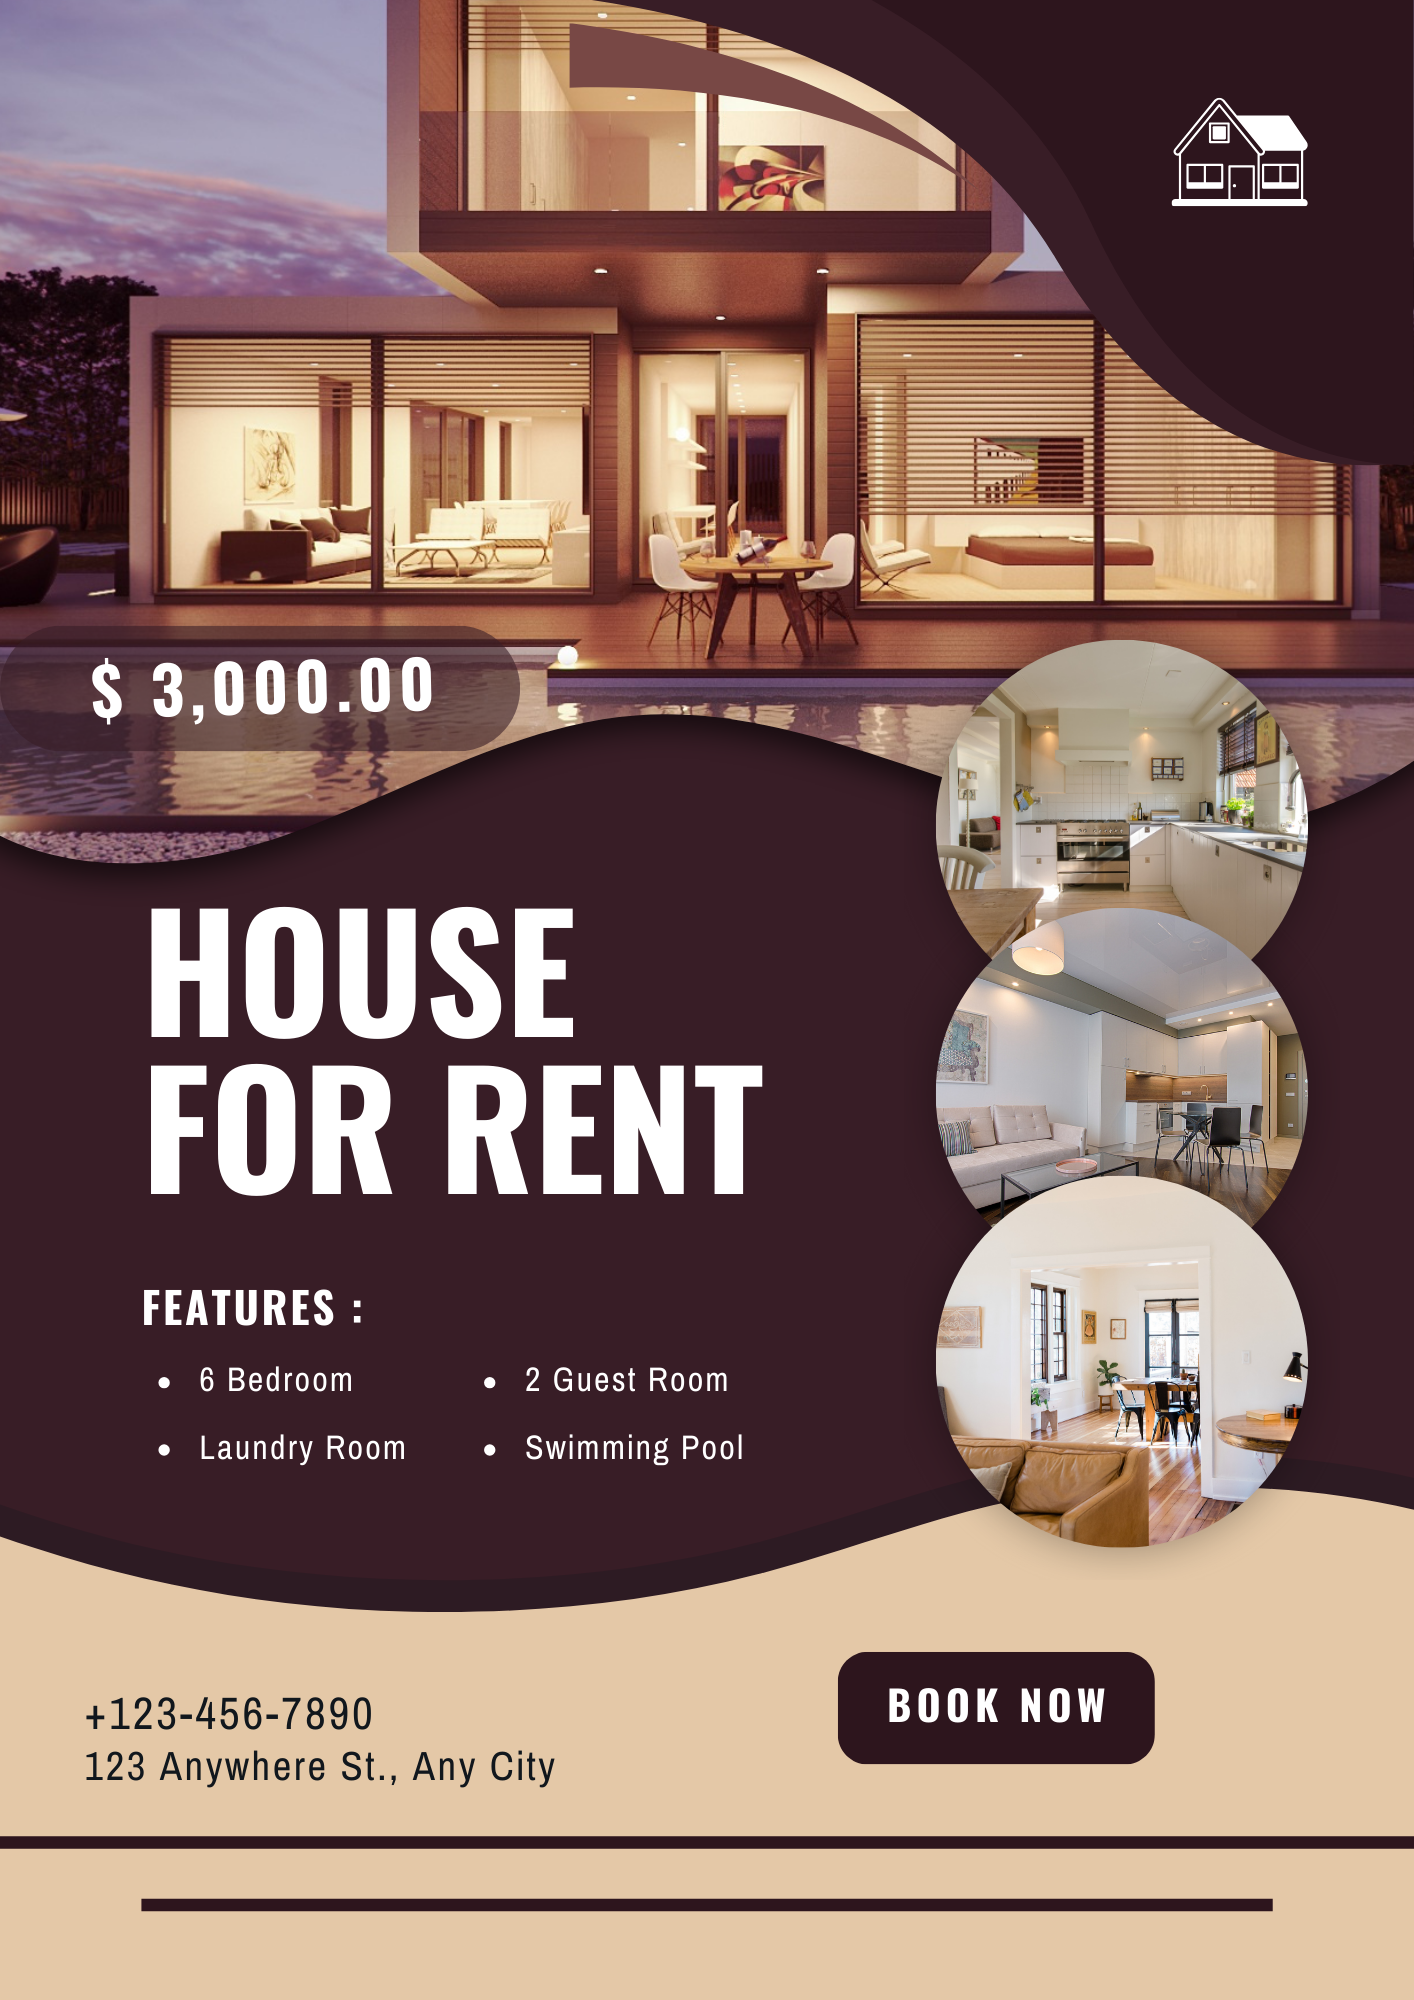 $ 3,000.00
HOUSE
FOR RENT
FEATURES :
6 Bedroom
2 Guest Room
Laundry Room
Swimming Pool
+123-456-7890
123 Anywhere St., Any City
BOOK NOW